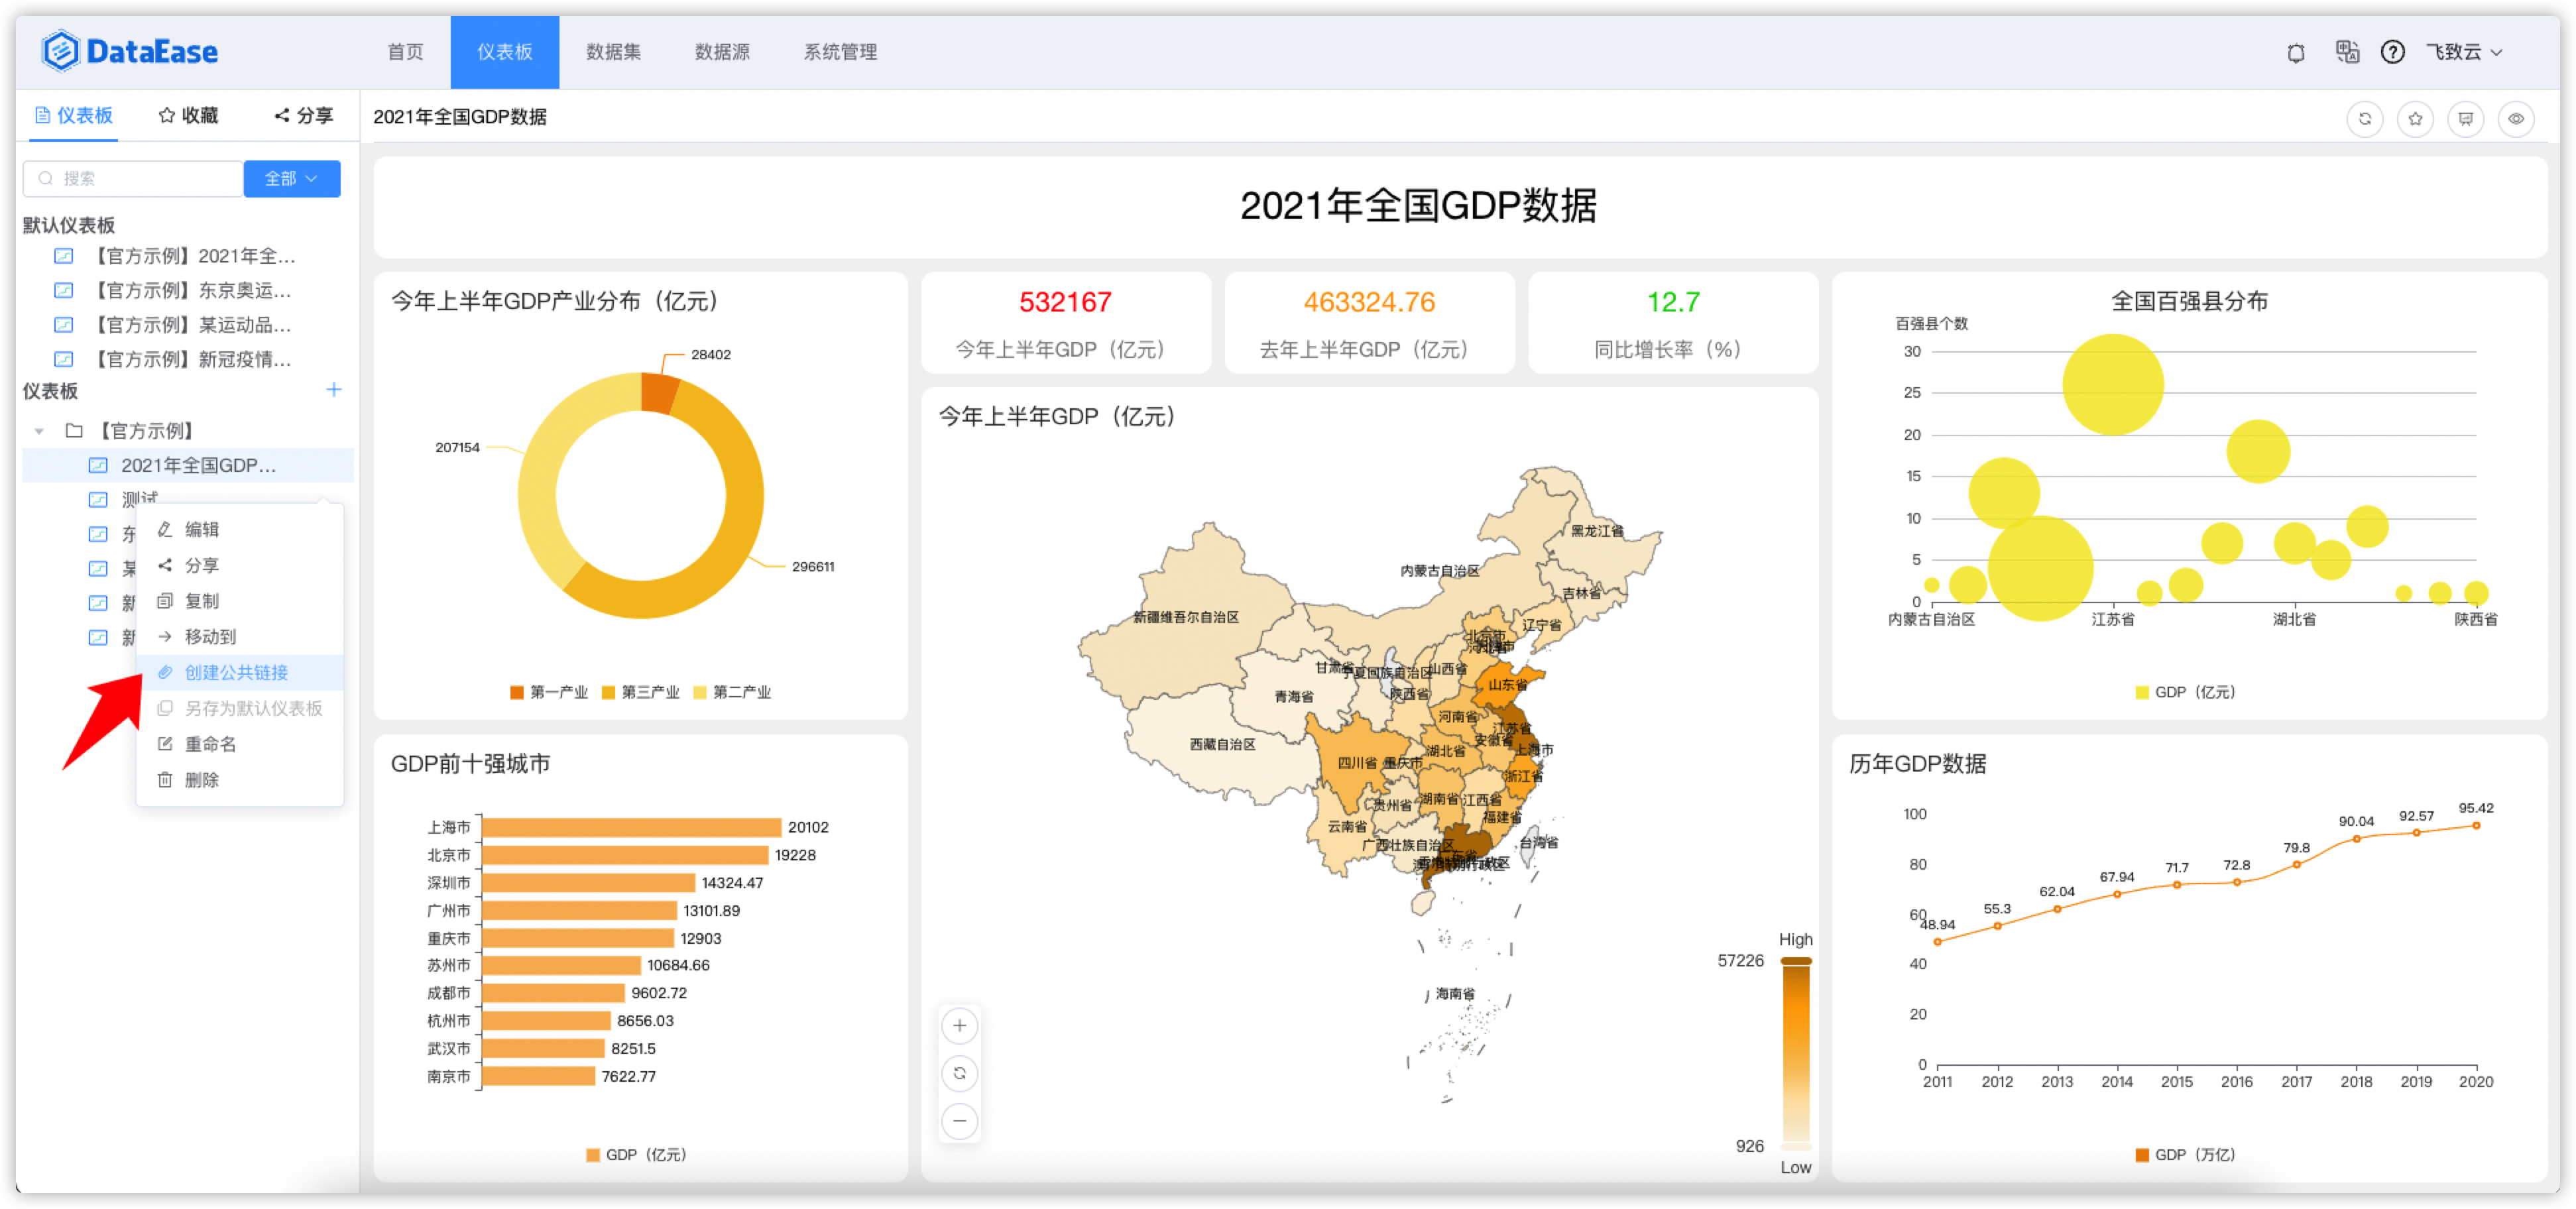 DataEase
首页 仪表板 数据集 数据源 系统管理
飞致云
仪表板 收藏 分享
搜索 全部
默认仪表板
【官方示例】2021年全...
【官方示例】东京奥运...
【官方示例】某运动品...
【官方示例】新冠疫情...
仪表板
【官方示例】
2021年全国GDP...
测试
东
某
新
新
编辑
分享
复制
移动到
创建公共链接
另存为默认仪表板
重命名
删除
2021年全国GDP数据
2021年全国GDP数据
今年上半年GDP产业分布（亿元）
28402
207154
296611
第一产业 第三产业 第二产业
532167
今年上半年GDP（亿元）
463324.76
去年上半年GDP（亿元）
12.7
同比增长率（%）
全国百强县分布
百强县个数
30
25
20
15
10
5
0
内蒙古自治区 江苏省 湖北省 陕西省
GDP（亿元）
今年上半年GDP（亿元）
黑龙江省
内蒙古自治区
吉林省
新疆维吾尔自治区
辽宁省
北京市
甘肃省
宁夏回族自治区
山西省
山东省
青海省
陕西省
河南省
江苏省
西藏自治区
安徽省
湖北省
上海市
四川省
重庆市
浙江省
贵州省
湖南省
江西省
福建省
云南省
广西壮族自治区
台湾省
海南省
High
57226
926
Low
GDP前十强城市
上海市 20102
北京市 19228
深圳市 14324.47
广州市 13101.89
重庆市 12903
苏州市 10684.66
成都市 9602.72
杭州市 8656.03
武汉市 8251.5
南京市 7622.77
GDP（亿元）
历年GDP数据
100
80
60
40
20
0
48.94 55.3 62.04 67.94 71.7 72.8 79.8 90.04 92.57 95.42
2011 2012 2013 2014 2015 2016 2017 2018 2019 2020
GDP（万亿）